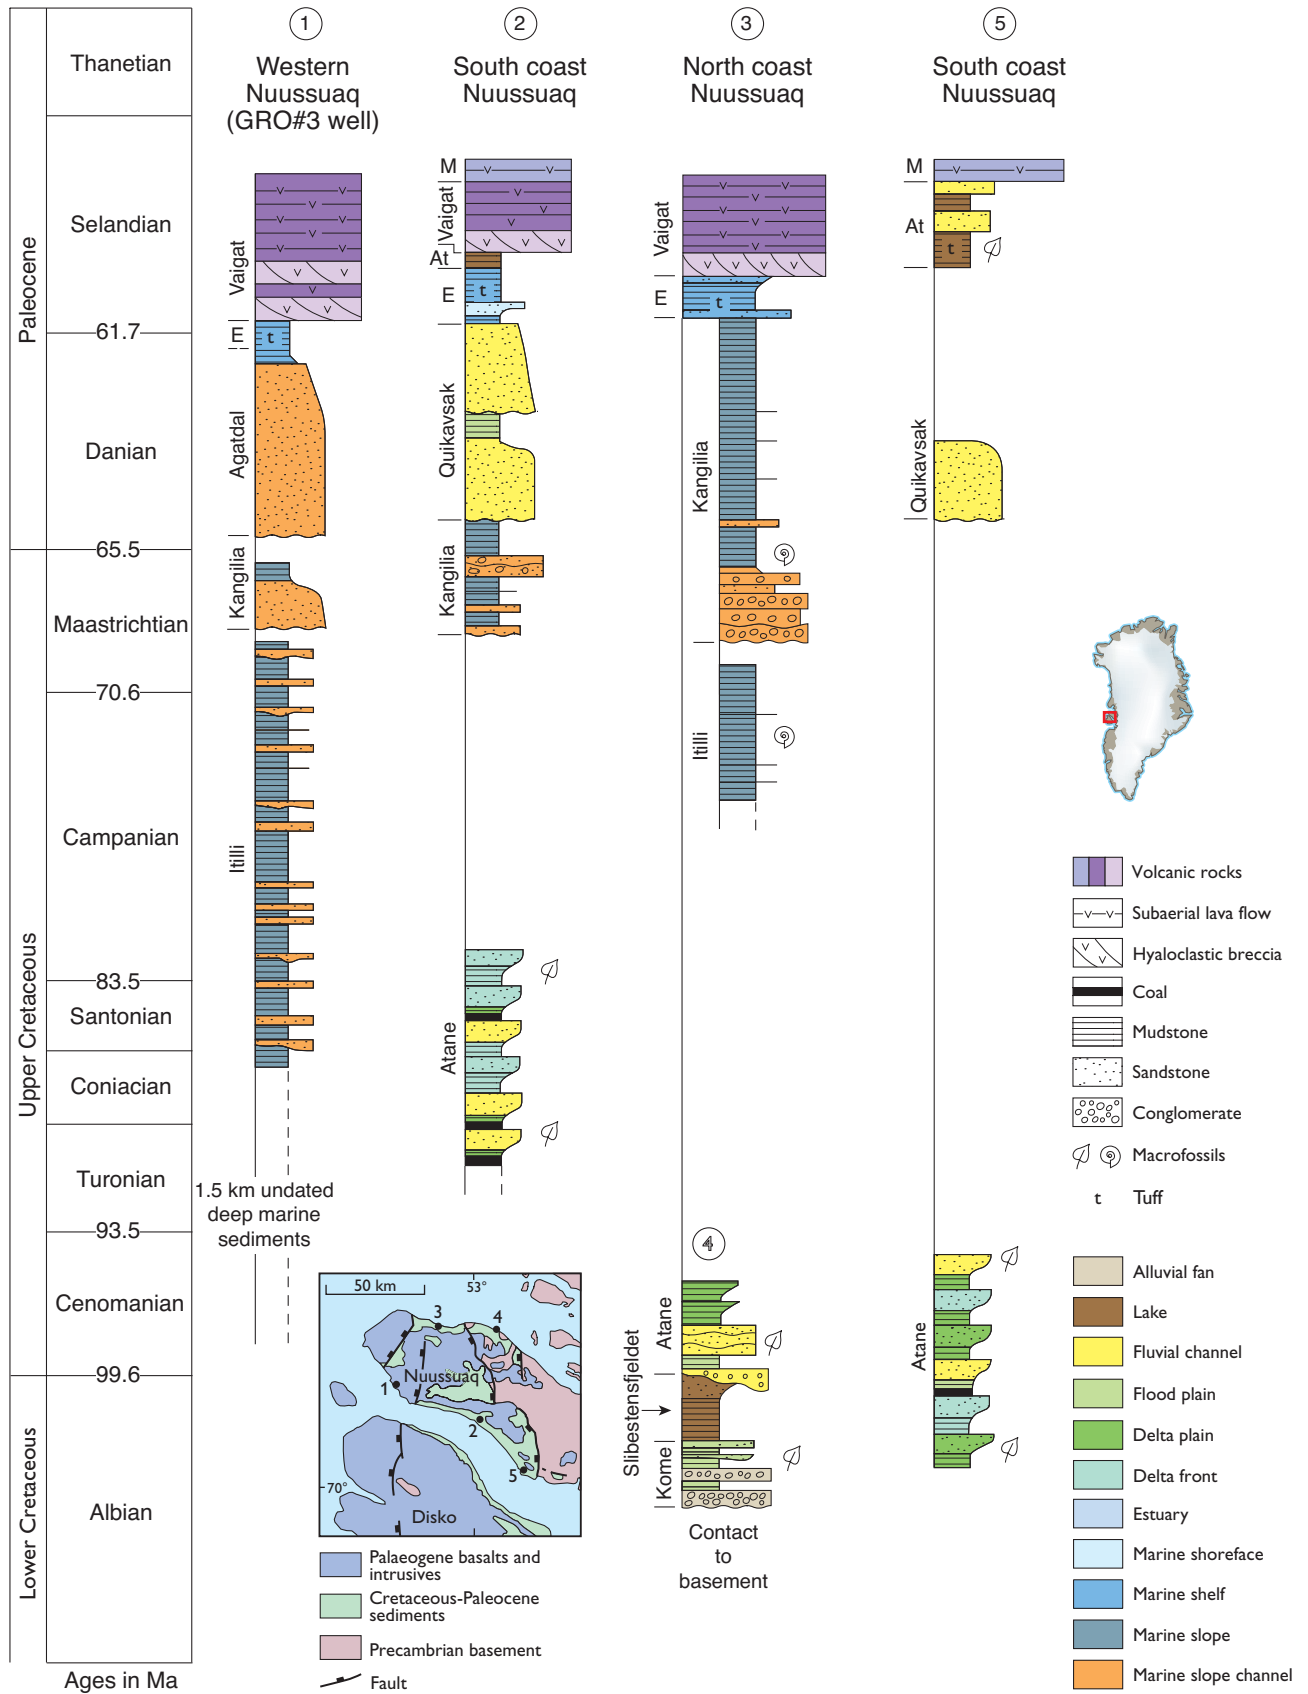 1
2
3
5
Western
Nuussuaq
(GRO#3 well)
South coast
Nuussuaq
North coast
Nuussuaq
South coast
Nuussuaq
Paleocene
Upper Cretaceous
Lower Cretaceous
Thanetian
Selandian
61.7
Danian
65.5
Maastrichtian
70.6
Campanian
83.5
Santonian
Coniacian
Turonian
93.5
Cenomanian
99.6
Albian
Ages in Ma
Vaigat
E
t
Agatdal
Kangilia
Itilli
1.5 km undated
deep marine
sediments
M
Vaigat
At
E
t
Quikavsak
Kangilia
Atane
Vaigat
E
t
Kangilia
Itilli
4
Atane
Slibestensfjeldet
Kome
Contact
to
basement
M
At
t
Quikavsak
Atane
50 km
53°
3
4
Nuussuaq
1
2
5
70°
Disko
Palaeogene basalts and
intrusives
Cretaceous-Paleocene
sediments
Precambrian basement
Fault
Volcanic rocks
Subaerial lava flow
Hyaloclastic breccia
Coal
Mudstone
Sandstone
Conglomerate
Macrofossils
t Tuff
Alluvial fan
Lake
Fluvial channel
Flood plain
Delta plain
Delta front
Estuary
Marine shoreface
Marine shelf
Marine slope
Marine slope channel